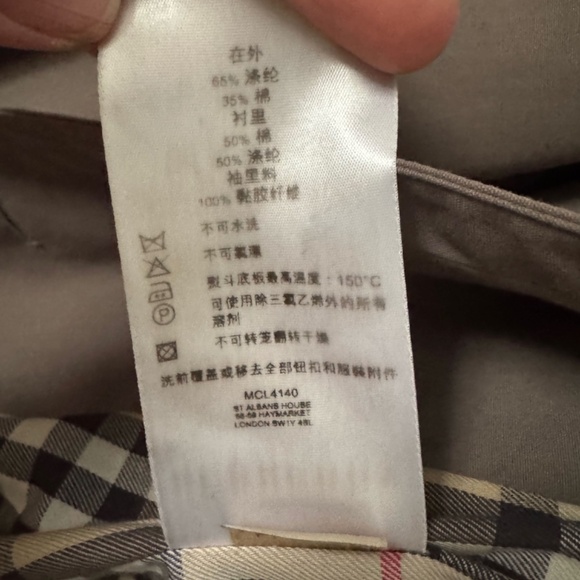 在外
65% 涤纶
35% 棉
衬里
50% 棉
50% 涤纶
袖里料
100% 黏胶纤维
不可水洗
不可氯漂
熨斗底板最高温度：150°C
可使用除三氯乙烯外的所有
溶剂
P
不可转笼翻转干燥
洗前覆盖或移去全部钮扣和服装附件
MCL4140
ST ALBANS HOUSE
56-59 HAYMARKET
LONDON SW1Y 4BL